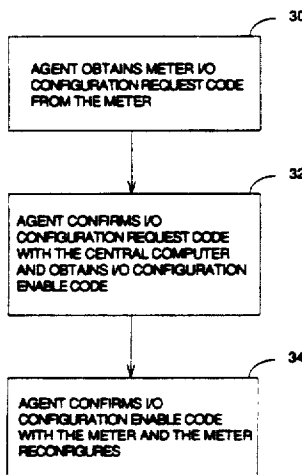 30
AGENT OBTAINS METER I/O
CONFIGURATION REQUEST CODE
FROM THE METER
32
AGENT CONFIRMS I/O
CONFIGURATION REQUEST CODE
WITH THE CENTRAL COMPUTER
AND OBTAINS I/O CONFIGURATION
ENABLE CODE
34
AGENT CONFIRMS I/O
CONFIGURATION ENABLE CODE
WITH THE METER AND THE METER
RECONFIGURES